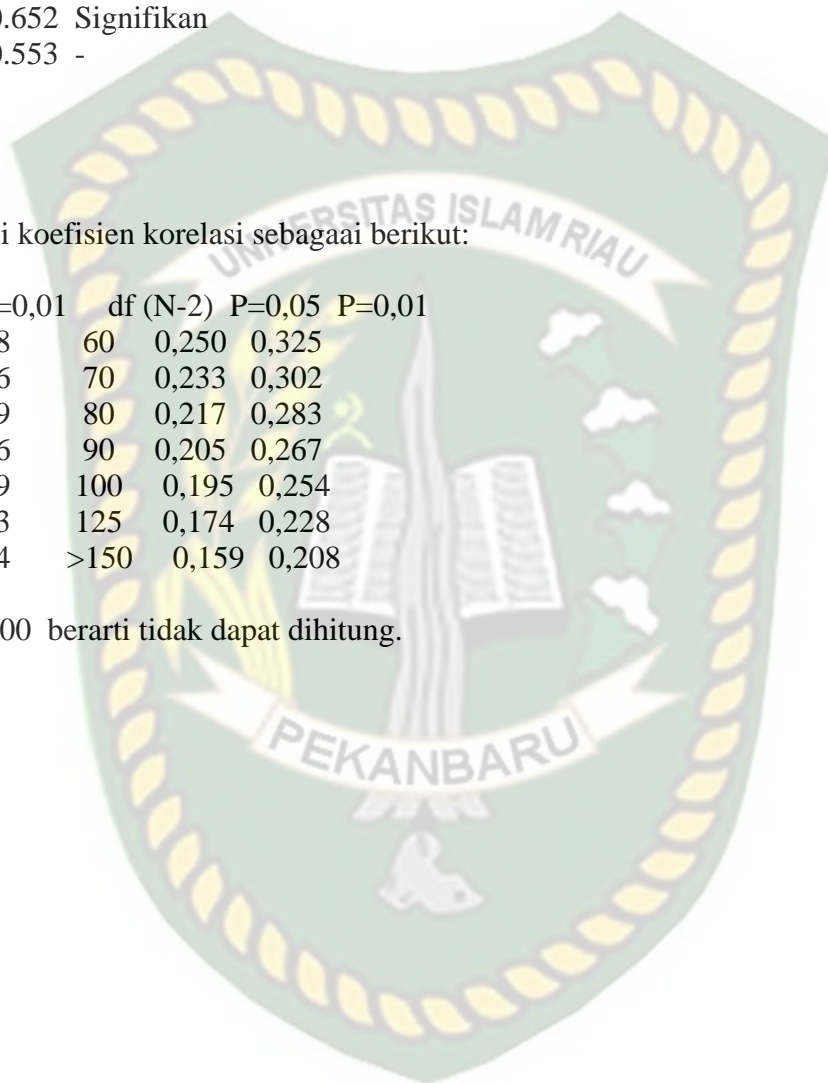 0.652 Signifikan
0.553 -
UNIVERSITAS ISLAM RIAU
i koefisien korelasi sebagaai berikut:
=0,01 df (N-2) P=0,05 P=0,01
8 60 0,250 0,325
6 70 0,233 0,302
9 80 0,217 0,283
6 90 0,205 0,267
9 100 0,195 0,254
3 125 0,174 0,228
4 >150 0,159 0,208
00 berarti tidak dapat dihitung.
PEKANBARU